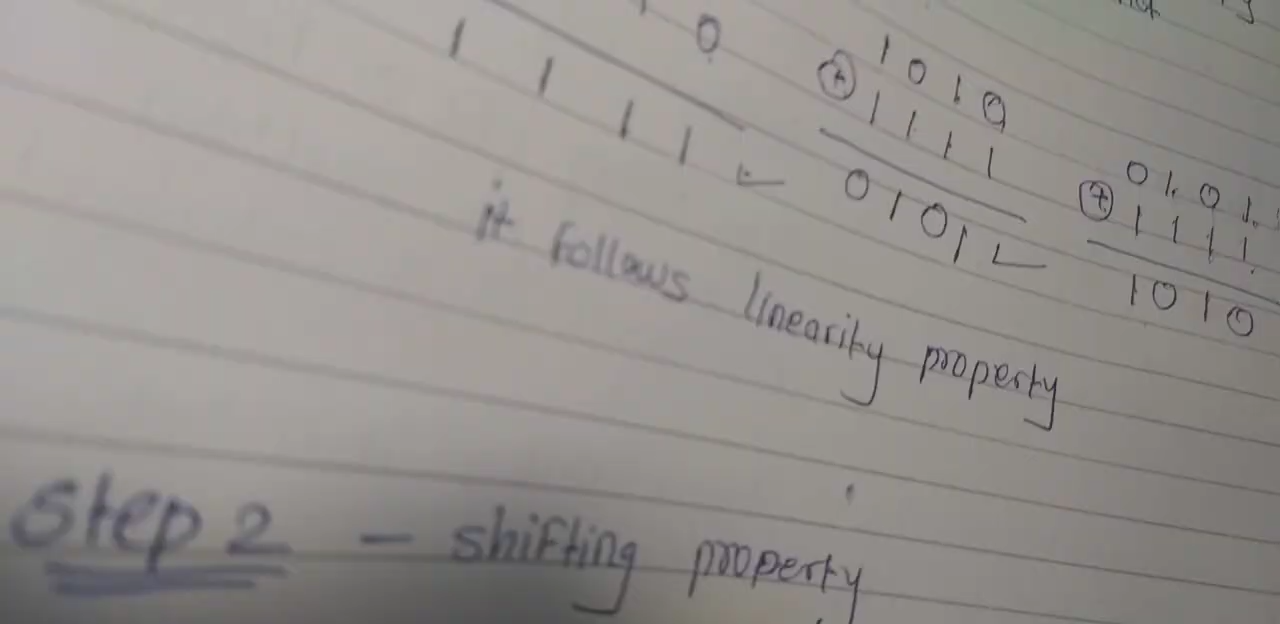 0
1 1 1 1 ✓
1 0 1 0
⊕ 1 1 1 1
0 1 0 1 ✓
0 1 0 1
⊕ 1 1 1 1
1 0 1 0
it follows linearity property
Step 2 - shifting property